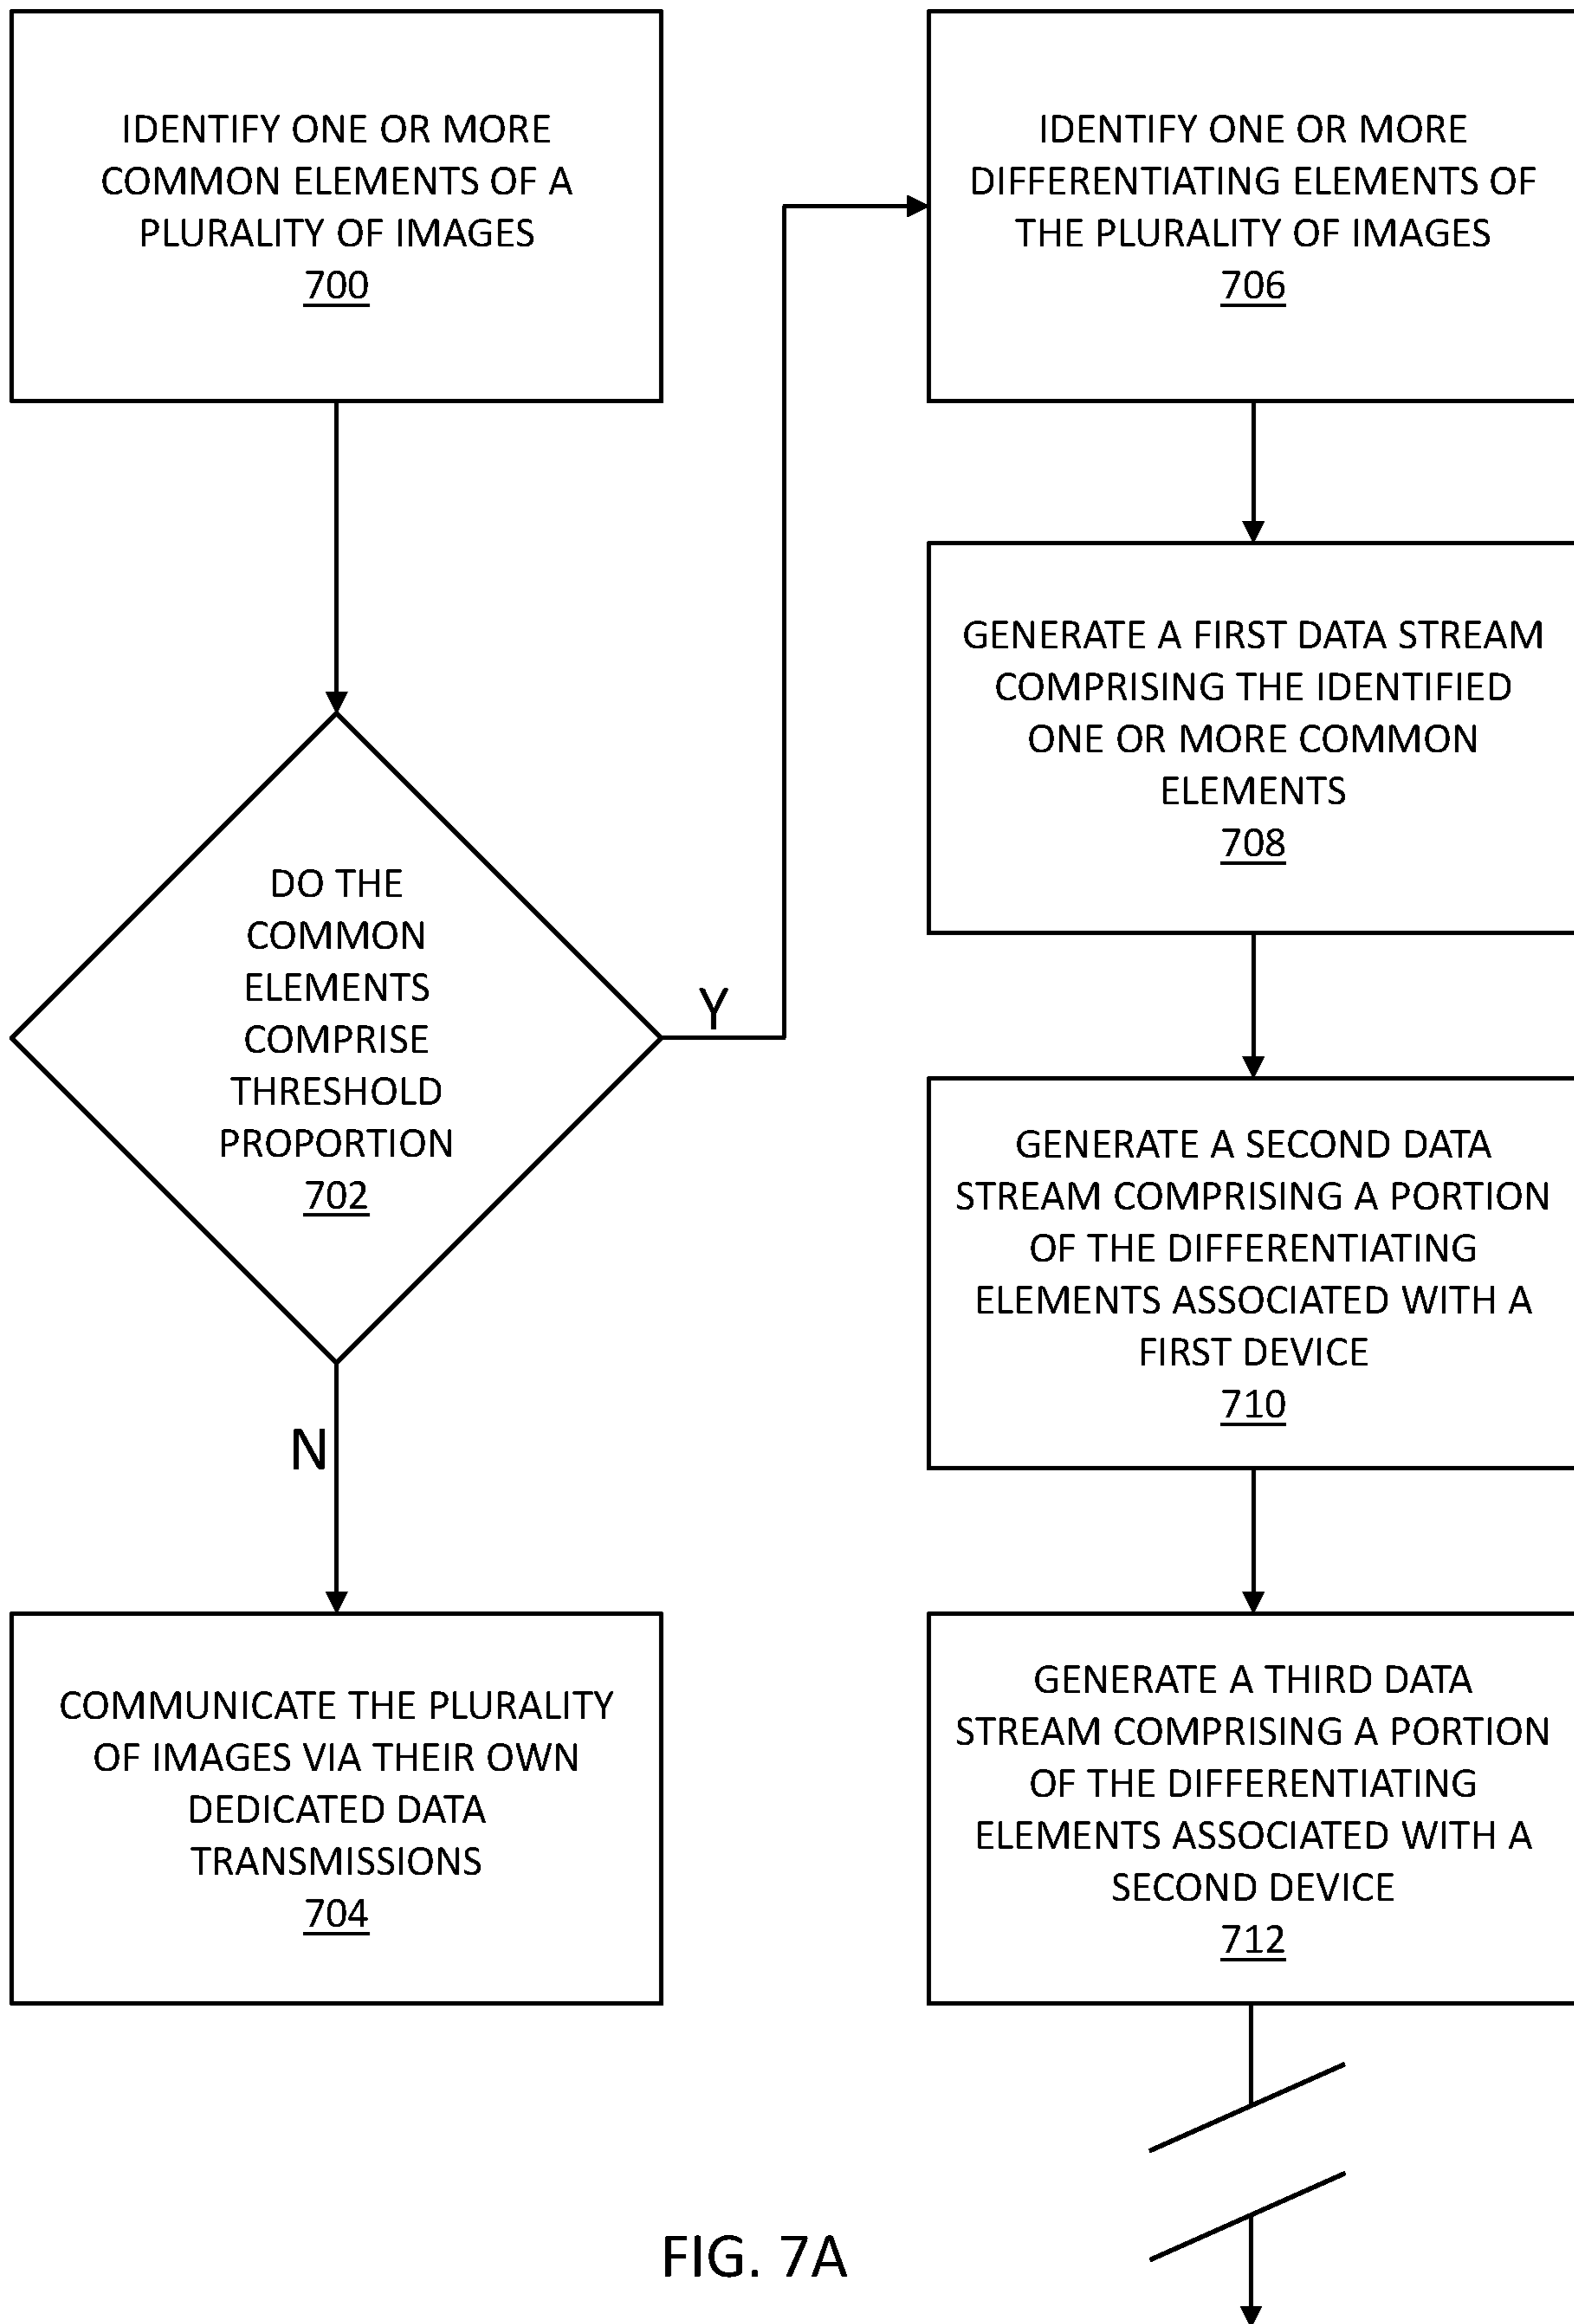 IDENTIFY ONE OR MORE
COMMON ELEMENTS OF A
PLURALITY OF IMAGES
700
DO THE
COMMON
ELEMENTS
COMPRISE
THRESHOLD
PROPORTION
702
Y
N
COMMUNICATE THE PLURALITY
OF IMAGES VIA THEIR OWN
DEDICATED DATA
TRANSMISSIONS
704
IDENTIFY ONE OR MORE
DIFFERENTIATING ELEMENTS OF
THE PLURALITY OF IMAGES
706
GENERATE A FIRST DATA STREAM
COMPRISING THE IDENTIFIED
ONE OR MORE COMMON
ELEMENTS
708
GENERATE A SECOND DATA
STREAM COMPRISING A PORTION
OF THE DIFFERENTIATING
ELEMENTS ASSOCIATED WITH A
FIRST DEVICE
710
GENERATE A THIRD DATA
STREAM COMPRISING A PORTION
OF THE DIFFERENTIATING
ELEMENTS ASSOCIATED WITH A
SECOND DEVICE
712
FIG. 7A